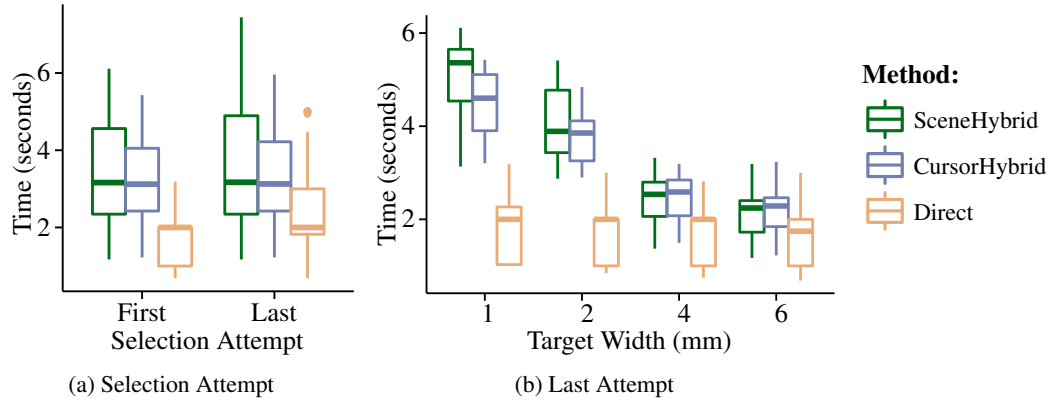 Time (seconds)
6
4
2
First
Last
Selection Attempt
(a) Selection Attempt
Time (seconds)
6
4
2
1
2
4
6
Target Width (mm)
(b) Last Attempt
Method:
SceneHybrid
CursorHybrid
Direct